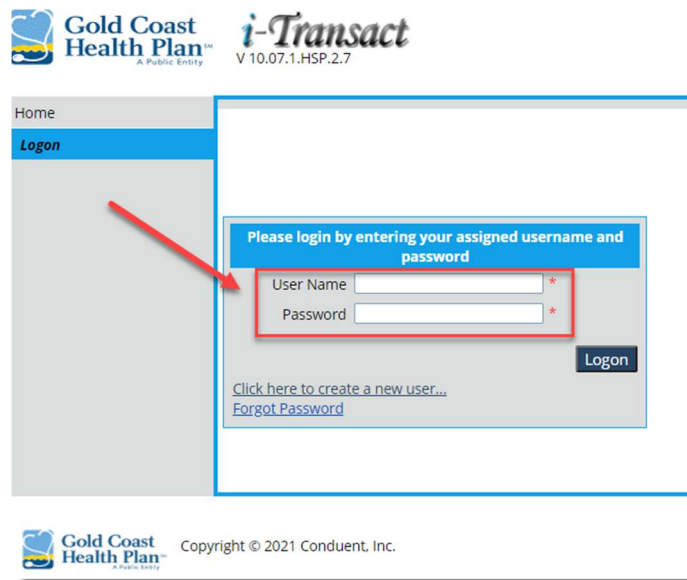 Gold Coast
Health Plan™
A Public Entity
i-Transact
V 10.07.1.HSP.2.7
Home
Logon
Please login by entering your assigned username and
password
User Name *
Password *
Logon
Click here to create a new user...
Forgot Password
Gold Coast
Health Plan™
A Public Entity
Copyright © 2021 Conduent, Inc.